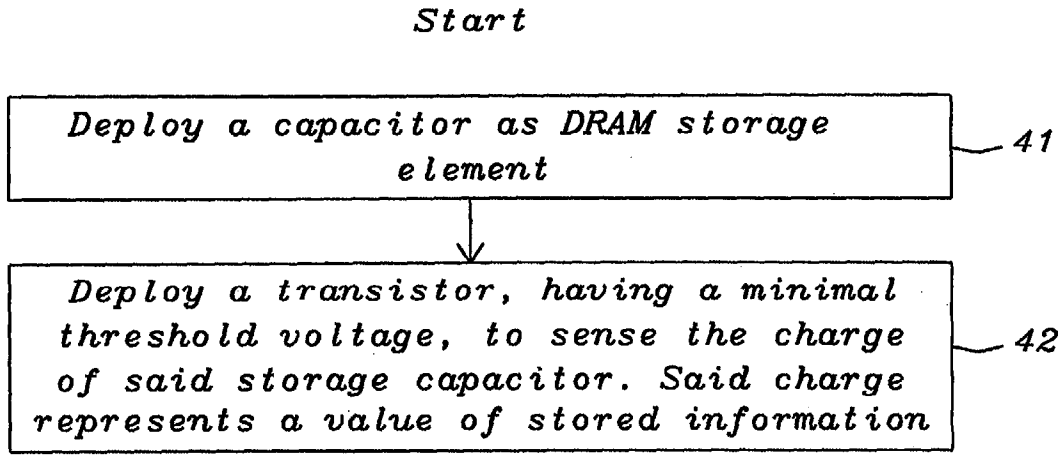 Start
Deploy a capacitor as DRAM storage
element
41
Deploy a transistor, having a minimal
threshold voltage, to sense the charge
of said storage capacitor. Said charge
represents a value of stored information
42